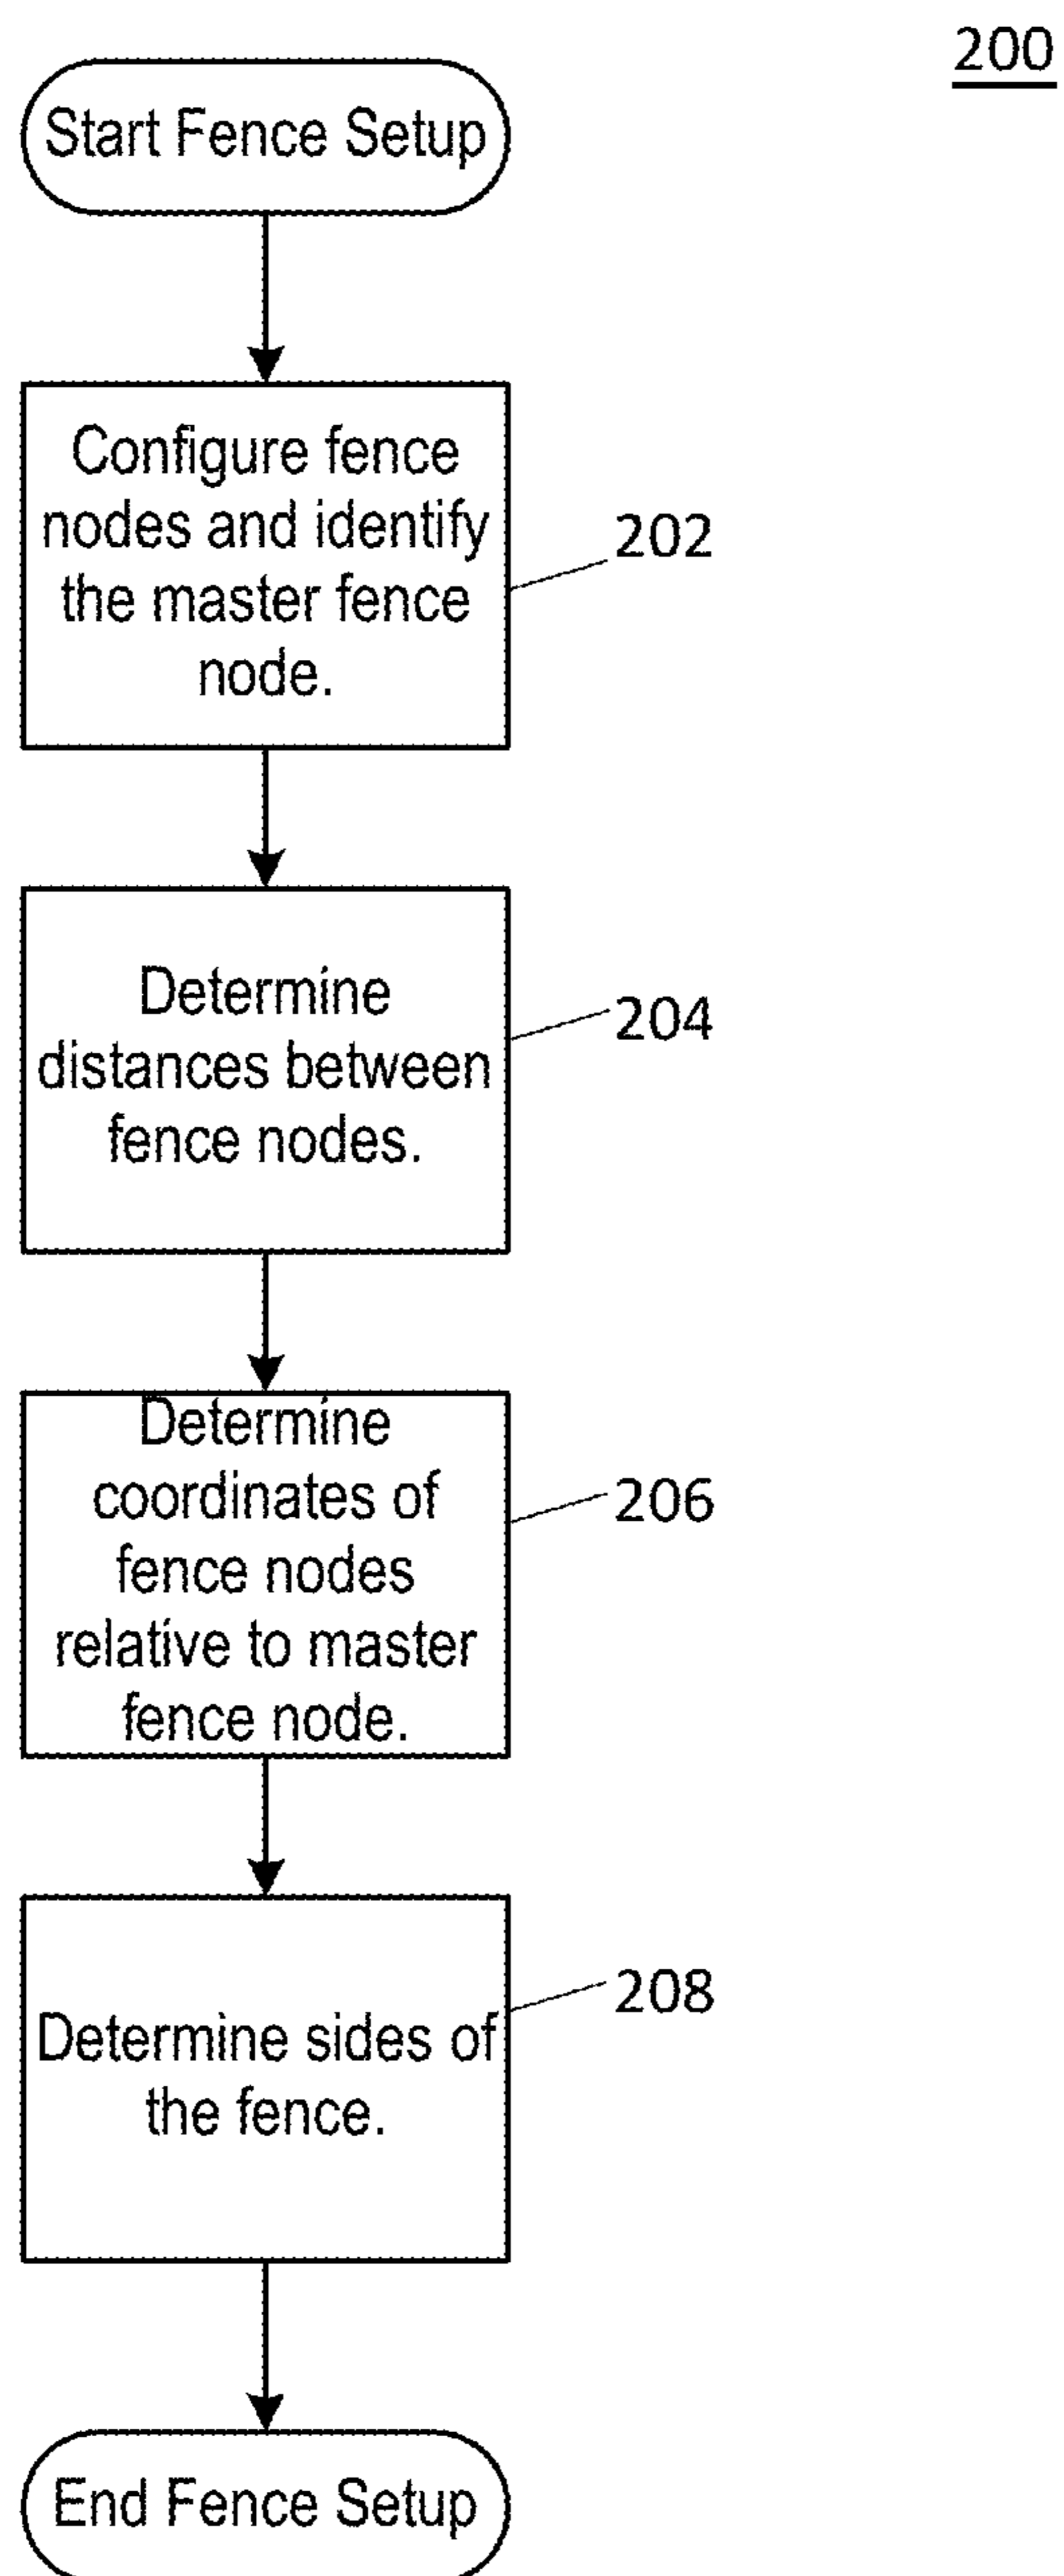 200
Start Fence Setup
Configure fence
nodes and identify
the master fence
node.
202
Determine
distances between
fence nodes.
204
Determine
coordinates of
fence nodes
relative to master
fence node.
206
Determine sides of
the fence.
208
End Fence Setup